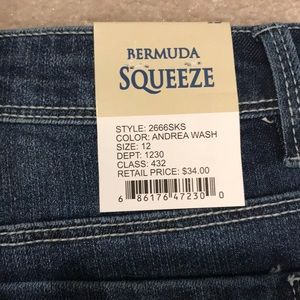 BERMUDA
SQUEEZE
STYLE: 2666SKS
COLOR: ANDREA WASH
SIZE: 12
DEPT: 1230
CLASS: 432
RETAIL PRICE: $34.00
6 86176 47230 0